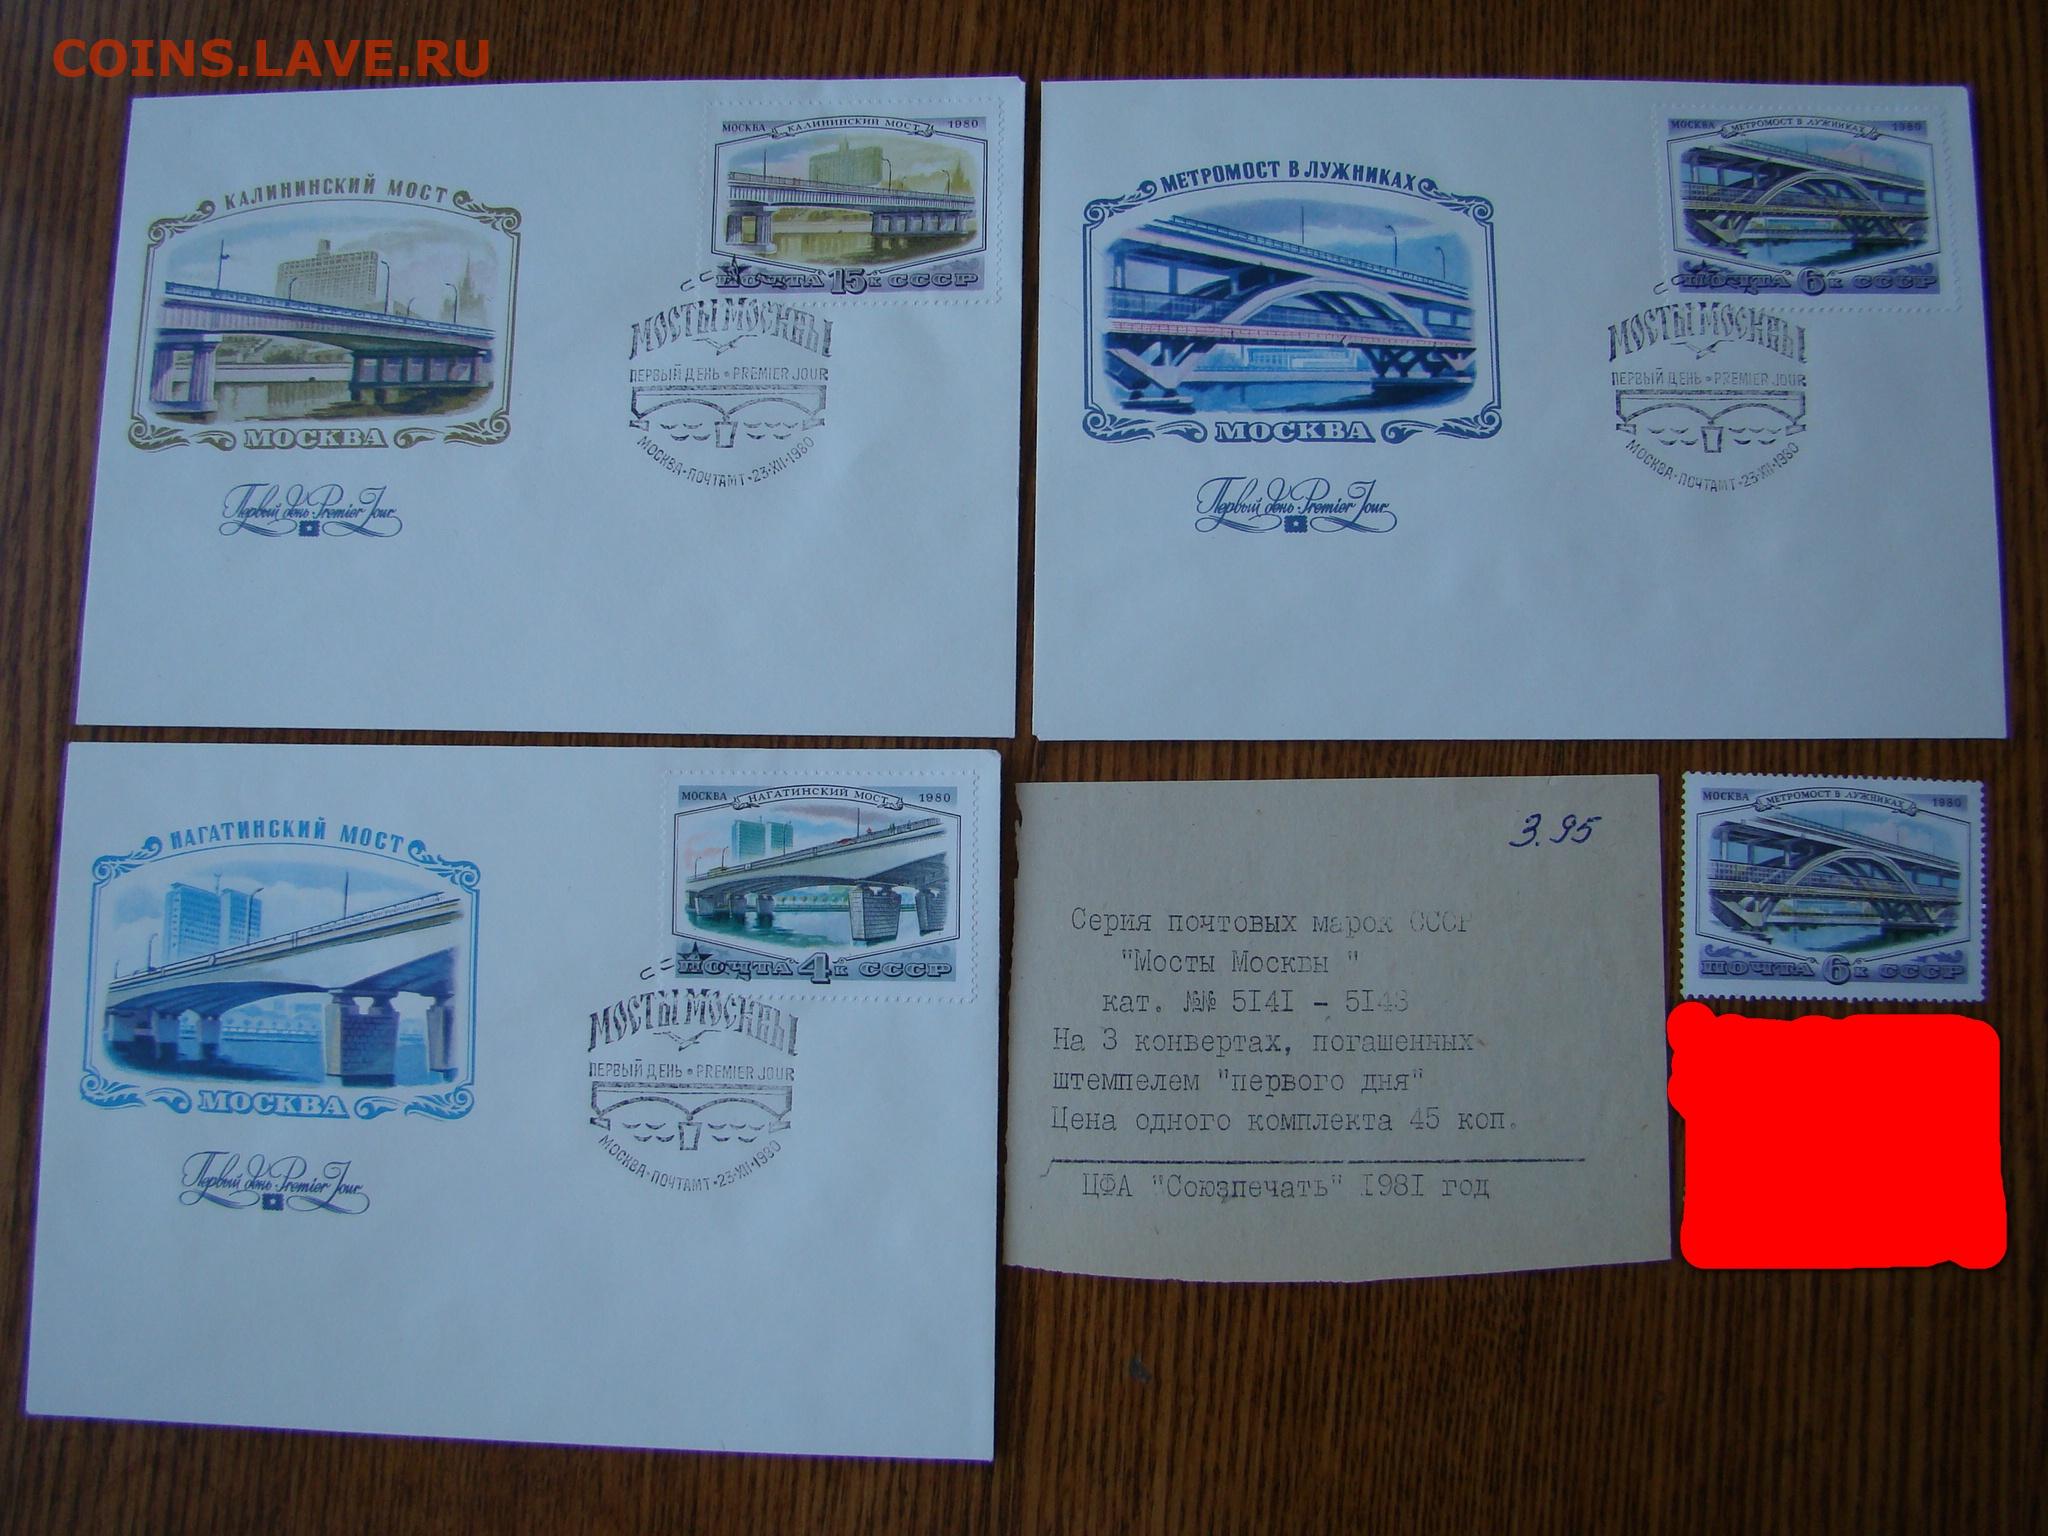 COINS.LAVE.RU
КАЛИНИНСКИЙ МОСТ
МОСКВА
Первый день · Premier Jour
МОСКВА КАЛИНИНСКИЙ МОСТ 1980
ПОЧТА 15к СССР
МОСТЫ МОСКВЫ
ПЕРВЫЙ ДЕНЬ • PREMIER JOUR
МОСКВА-ПОЧТАМТ·23·XII·1980
МЕТРОМОСТ В ЛУЖНИКАХ
МОСКВА
Первый день · Premier Jour
МОСКВА МЕТРОМОСТ В ЛУЖНИКАХ 1980
ПОЧТА 6к СССР
МОСТЫ МОСКВЫ
ПЕРВЫЙ ДЕНЬ • PREMIER JOUR
МОСКВА-ПОЧТАМТ·23·XII·1980
НАГАТИНСКИЙ МОСТ
МОСКВА
Первый день · Premier Jour
МОСКВА НАГАТИНСКИЙ МОСТ 1980
ПОЧТА 4к СССР
МОСТЫ МОСКВЫ
ПЕРВЫЙ ДЕНЬ • PREMIER JOUR
МОСКВА-ПОЧТАМТ·23·XII·1980
3.95
Серия почтовых марок СССР
"Мосты Москвы "
кат. №№ 5141 - 5143
На 3 конвертах, погашенных
штемпелем "первого дня"
Цена одного комплекта 45 коп.
ЦФА "Союзпечать" 1981 год
МОСКВА МЕТРОМОСТ В ЛУЖНИКАХ 1980
ПОЧТА 6к СССР